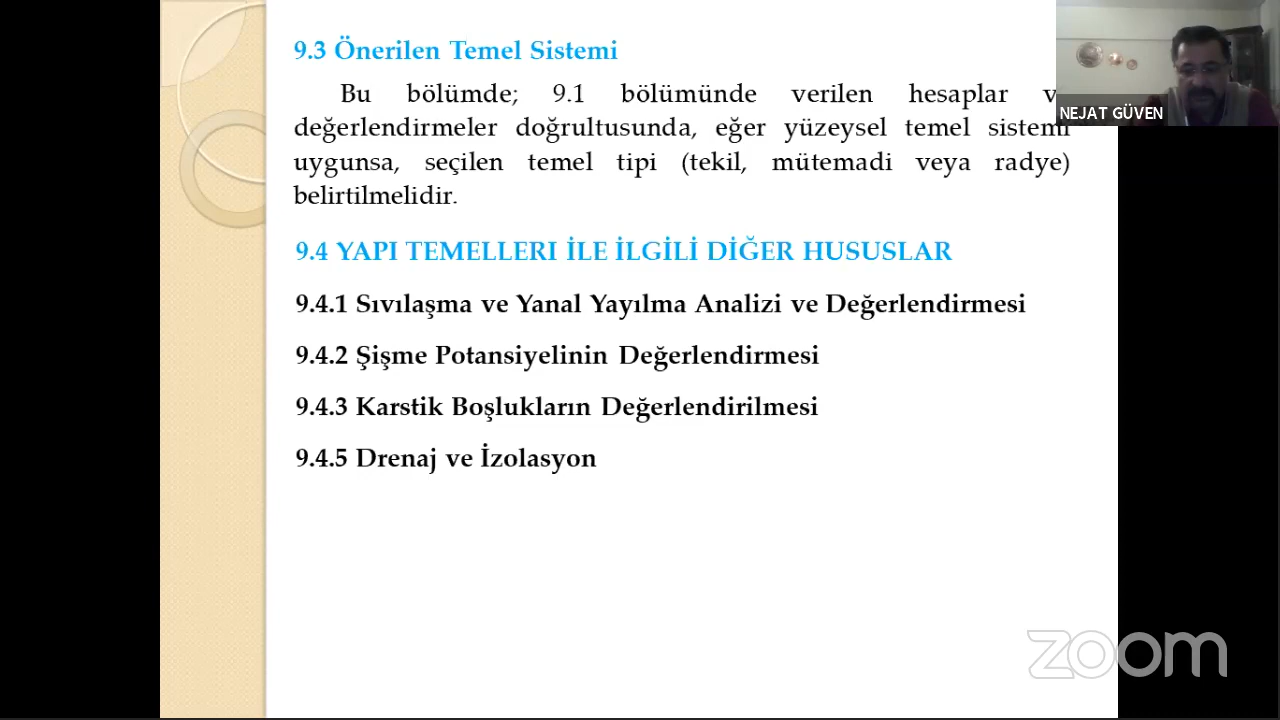 9.3 Önerilen Temel Sistemi
Bu bölümde; 9.1 bölümünde verilen hesaplar v
değerlendirmeler doğrultusunda, eğer yüzeysel temel sistemi
uygunsa, seçilen temel tipi (tekil, mütemadi veya radye)
belirtilmelidir.
9.4 YAPI TEMELLERI İLE İLGİLİ DİĞER HUSUSLAR
9.4.1 Sıvılaşma ve Yanal Yayılma Analizi ve Değerlendirmesi
9.4.2 Şişme Potansiyelinin Değerlendirmesi
9.4.3 Karstik Boşlukların Değerlendirilmesi
9.4.5 Drenaj ve İzolasyon
NEJAT GÜVEN
zoom